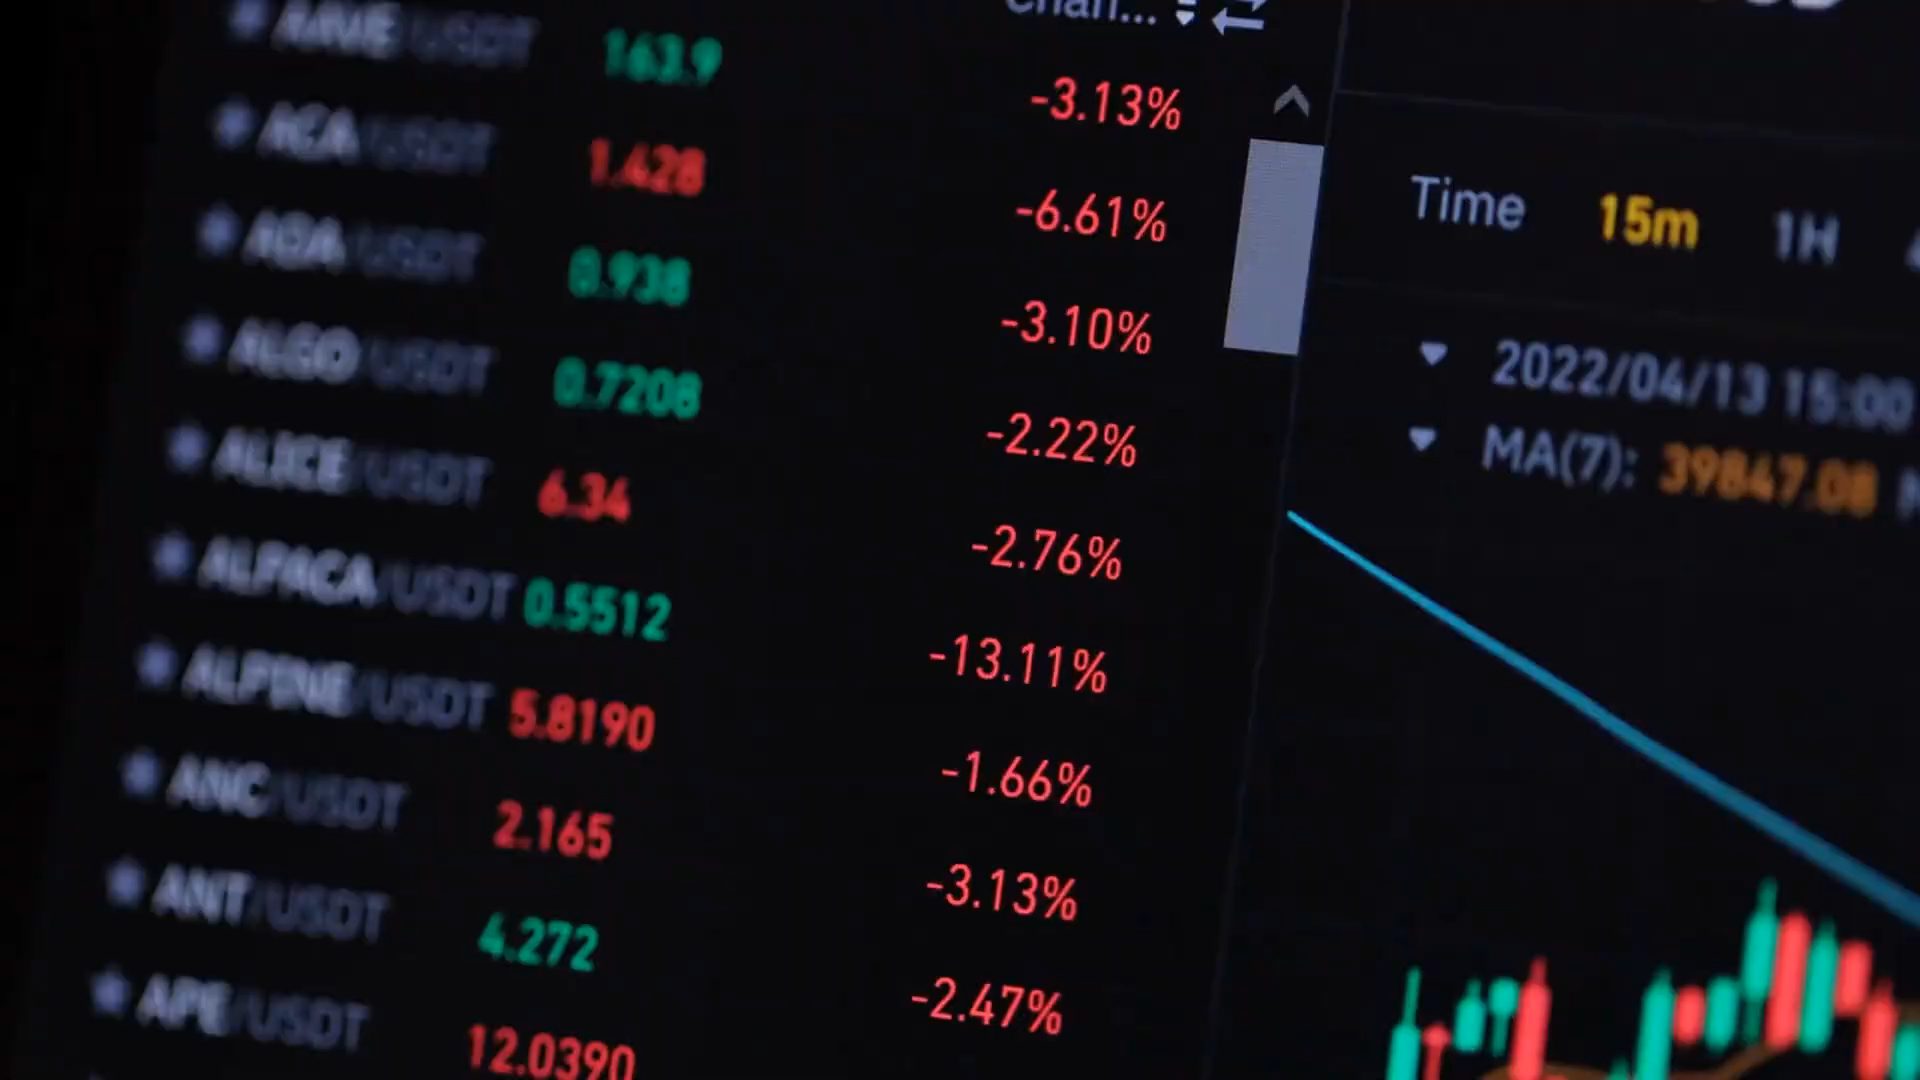 Chan...
AAVE/USDT 163.9 -3.13%
ACA/USDT 1.428 -6.61%
ADA/USDT 0.938 -3.10%
ALGO/USDT 0.7208 -2.22%
ALICE/USDT 6.34 -2.76%
ALPACA/USDT 0.5512 -13.11%
ALPINE/USDT 5.8190 -1.66%
ANC/USDT 2.165 -3.13%
ANT/USDT 4.272 -2.47%
APE/USDT 12.0390
Time 15m 1H
2022/04/13 15:00
MA(7): 39847.08